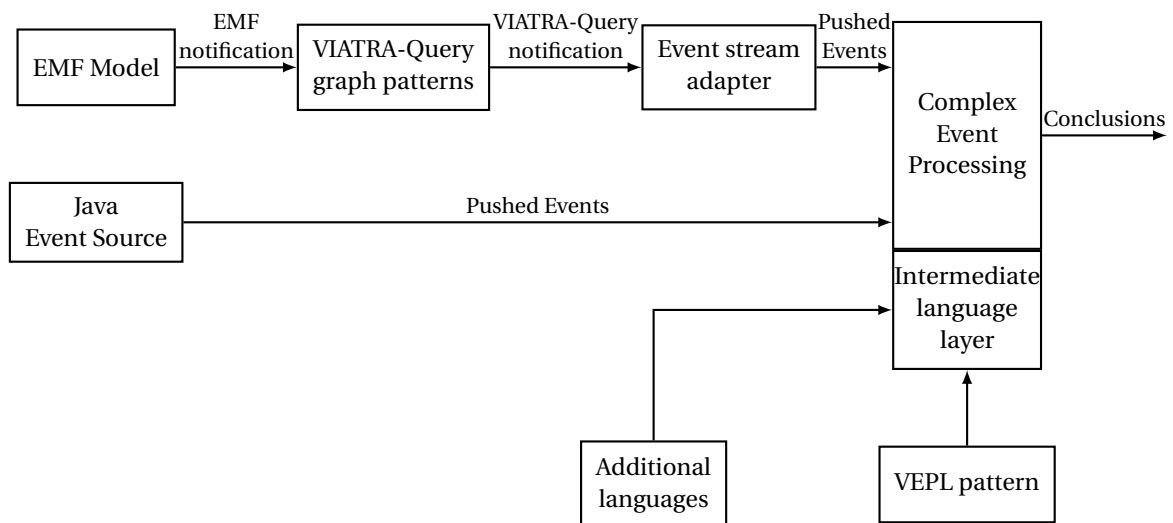 EMF Model
EMF
notification
VIATRA-Query
graph patterns
VIATRA-Query
notification
Event stream
adapter
Pushed
Events
Complex
Event
Processing
Conclusions
Java
Event Source
Pushed Events
Intermediate
language
layer
Additional
languages
VEPL pattern